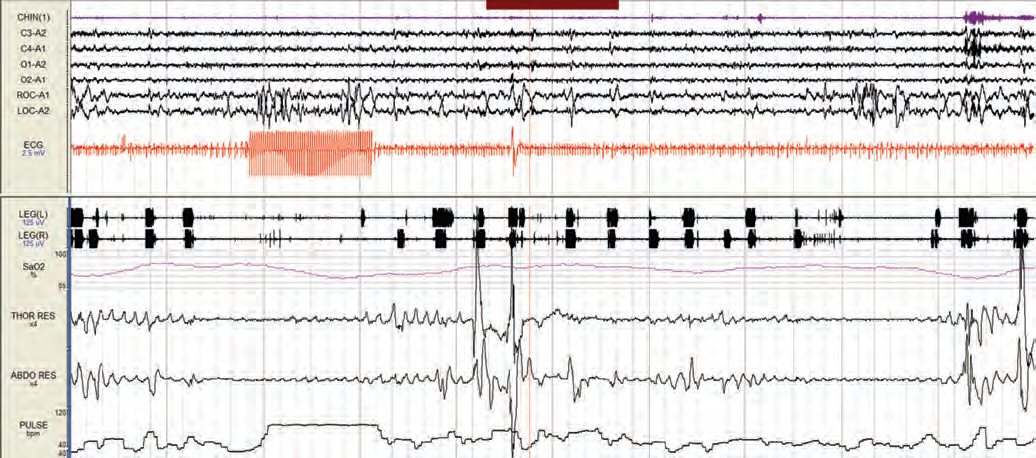 CHIN(1)
C3-A2
C4-A1
O1-A2
O2-A1
ROC-A1
LOC-A2
ECG
2.5 mV
LEG(L)
125 uV
LEG(R)
125 uV
100
SaO2
%
THOR RES
x4
ABDO RES
x4
120
PULSE
bpm
40